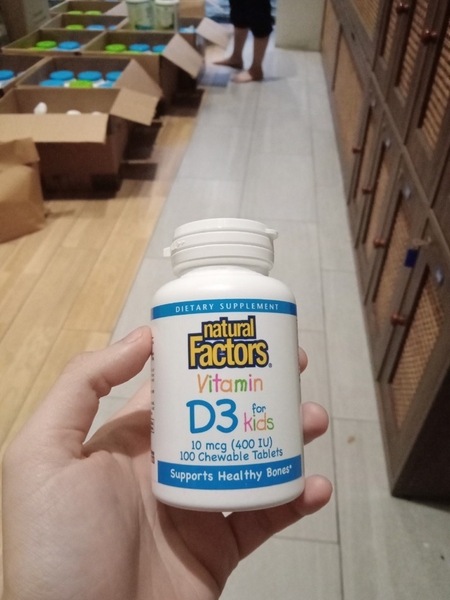 DIETARY SUPPLEMENT
natural
Factors®
Vitamin
D3 for kids
10 mcg (400 IU)
100 Chewable Tablets
Supports Healthy Bones*